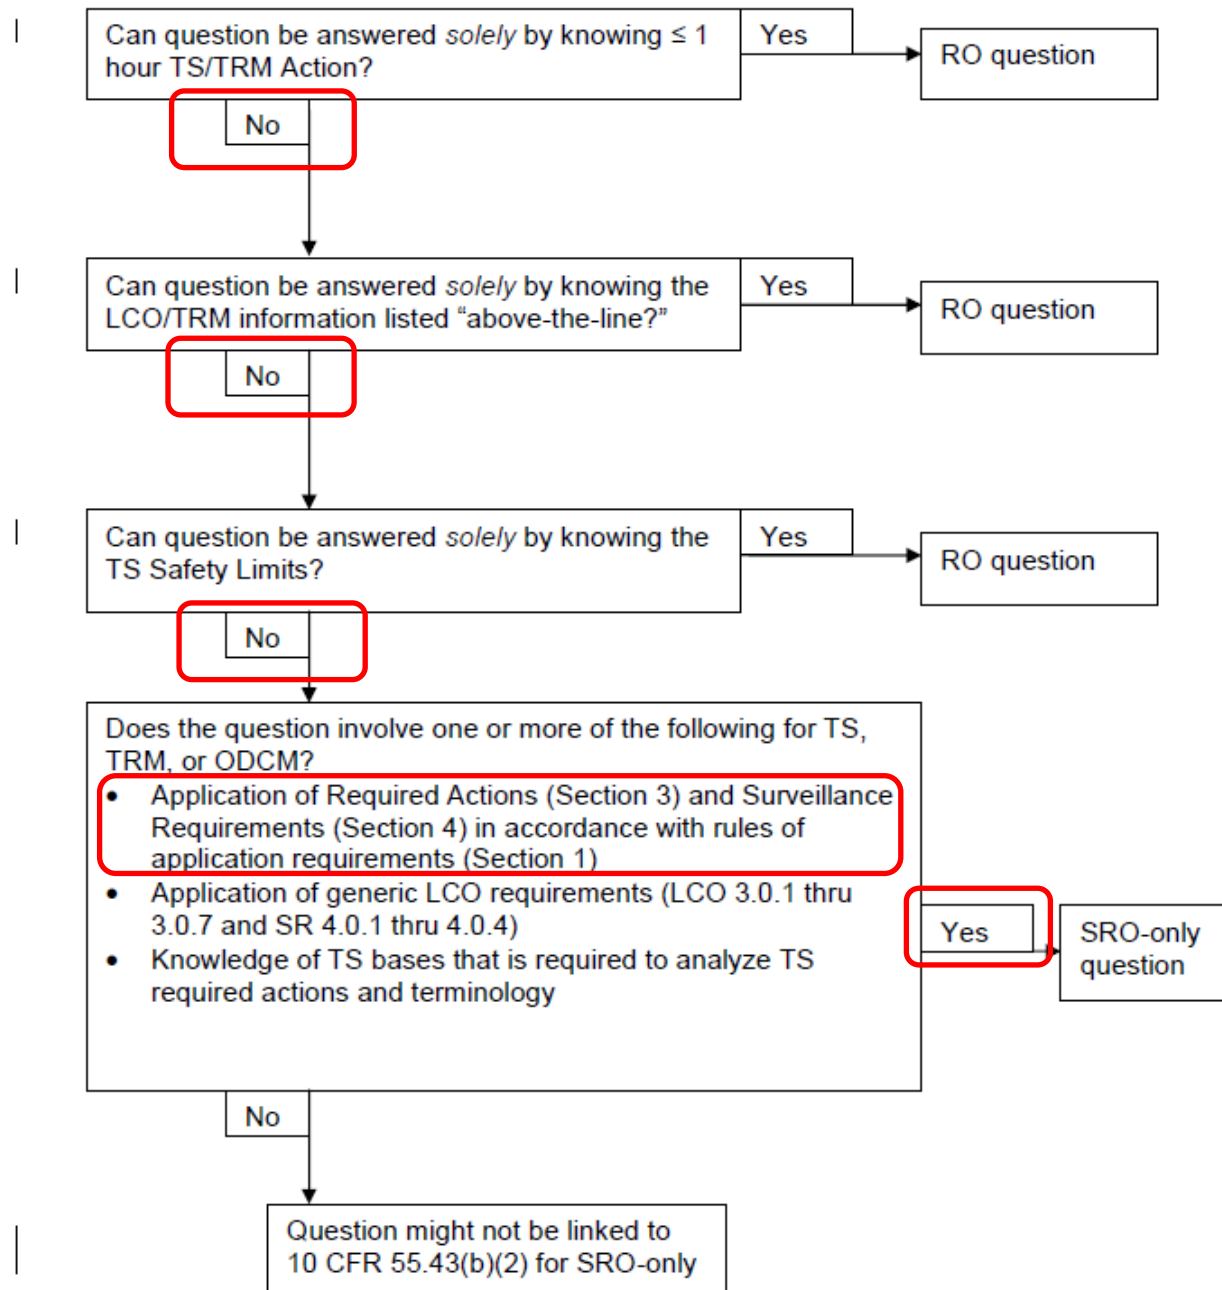 Can question be answered solely by knowing ≤ 1
hour TS/TRM Action?
Yes
RO question
No
Can question be answered solely by knowing the
LCO/TRM information listed “above-the-line?”
Yes
RO question
No
Can question be answered solely by knowing the
TS Safety Limits?
Yes
RO question
No
Does the question involve one or more of the following for TS,
TRM, or ODCM?
• Application of Required Actions (Section 3) and Surveillance
Requirements (Section 4) in accordance with rules of
application requirements (Section 1)
• Application of generic LCO requirements (LCO 3.0.1 thru
3.0.7 and SR 4.0.1 thru 4.0.4)
• Knowledge of TS bases that is required to analyze TS
required actions and terminology
Yes
SRO-only
question
No
Question might not be linked to
10 CFR 55.43(b)(2) for SRO-only